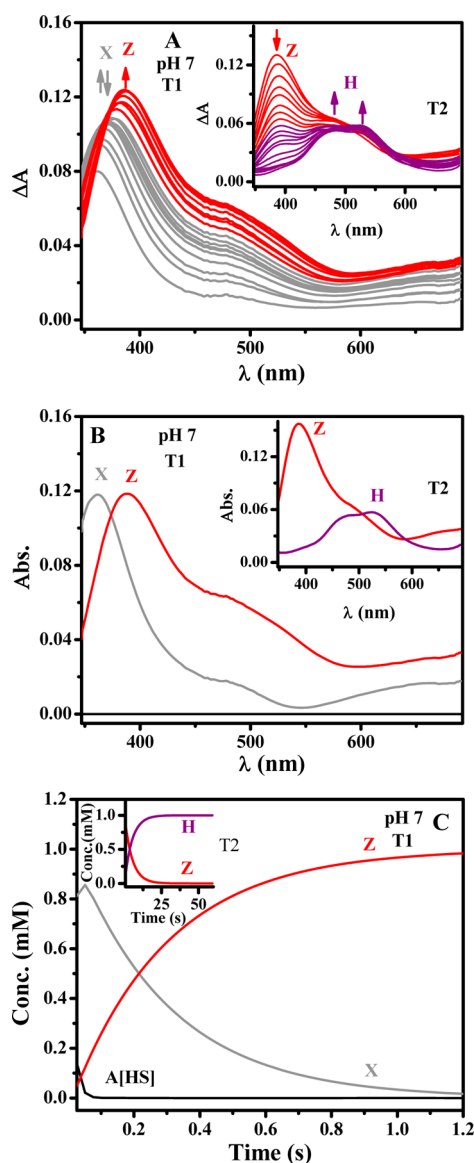 A
X
Z
pH 7
T1
ΔA
0.16
0.12
0.08
0.04
0.00
400
500
600
λ (nm)
Z
H
T2
ΔA
0.12
0.06
0.00
400
500
600
λ (nm)
B
pH 7
T1
X
Z
Abs.
0.16
0.12
0.08
0.04
0.00
400
500
600
λ (nm)
Z
H
T2
Abs.
0.12
0.06
0.00
400
500
600
λ (nm)
pH 7
T1
C
Z
X
A[HS]
Conc. (mM)
1.2
1.0
0.8
0.6
0.4
0.2
0.0
0.2
0.4
0.6
0.8
1.0
1.2
Time (s)
H
T2
Z
Conc.(mM)
1.0
0.5
0.0
25
50
Time (s)